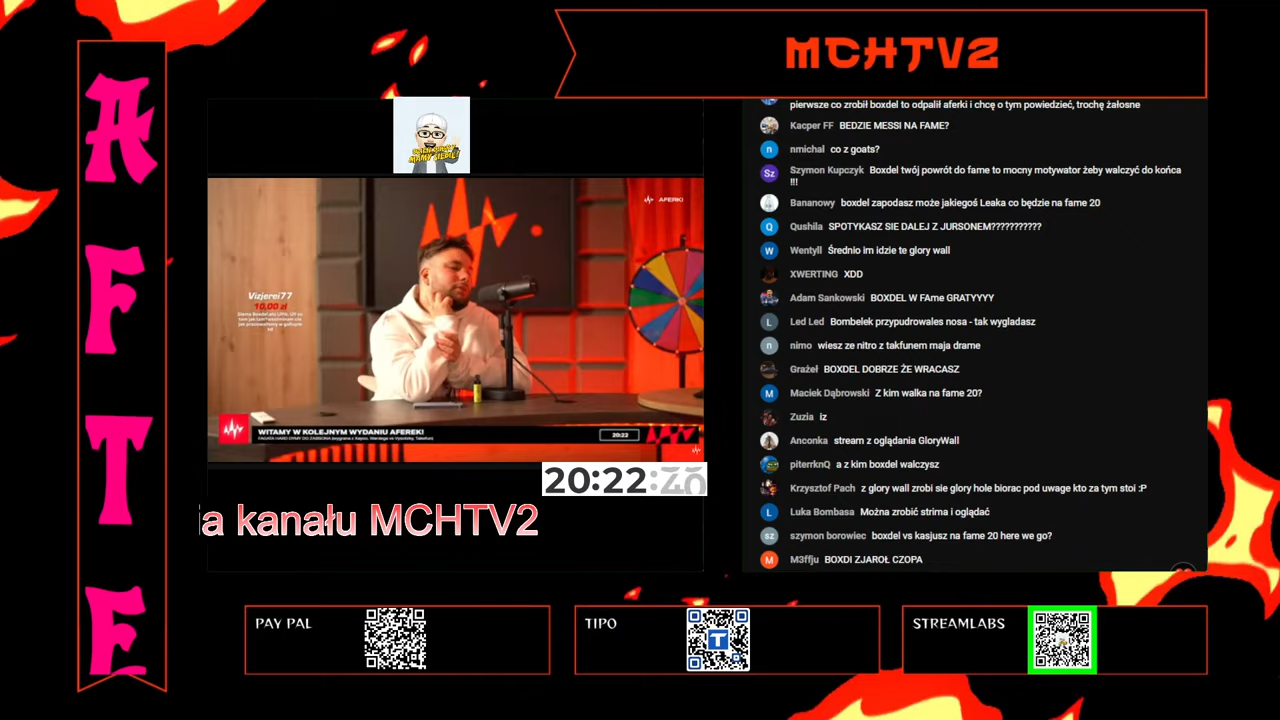 MCHTV2
A
F
T
E
MAMY CIEBIE!
AFERKI
Vizjerei77
10,00 zł
WITAMY W KOLEJNYM WYDANIU AFEREK!
20:22
20:22:40
ja kanału MCHTV2
pierwsze co zrobił boxdel to odpalił aferki i chcę o tym powiedzieć, trochę żałosne
Kacper FF BEDZIE MESSI NA FAME?
n
nmichal co z goats?
Sz
Szymon Kupczyk Boxdel twój powrót do fame to mocny motywator żeby walczyć do końca
!!!
Bananowy boxdel zapodasz może jakiegoś Leaka co będzie na fame 20
Q
Qushila SPOTYKASZ SIE DALEJ Z JURSONEM???????????
W
Wentyll Średnio im idzie te glory wall
XWERTING XDD
Adam Sankowski BOXDEL W FAme GRATYYYY
L
Led Led Bombelek przypudrowales nosa - tak wygladasz
n
nimo wiesz ze nitro z takfunem maja drame
Grażeł BOXDEL DOBRZE ŻE WRACASZ
M
Maciek Dąbrowski Z kim walka na fame 20?
Zuzia iz
Anconka stream z oglądania GloryWall
piterrknQ a z kim boxdel walczysz
Krzysztof Pach z glory wall zrobi sie glory hole biorac pod uwage kto za tym stoi :P
L
Luka Bombasa Można zrobić strima i oglądać
sz
szymon borowiec boxdel vs kasjusz na fame 20 here we go?
M
M3ffju BOXDI ZJAROŁ CZOPA
PAY PAL
TIPO
T
STREAMLABS